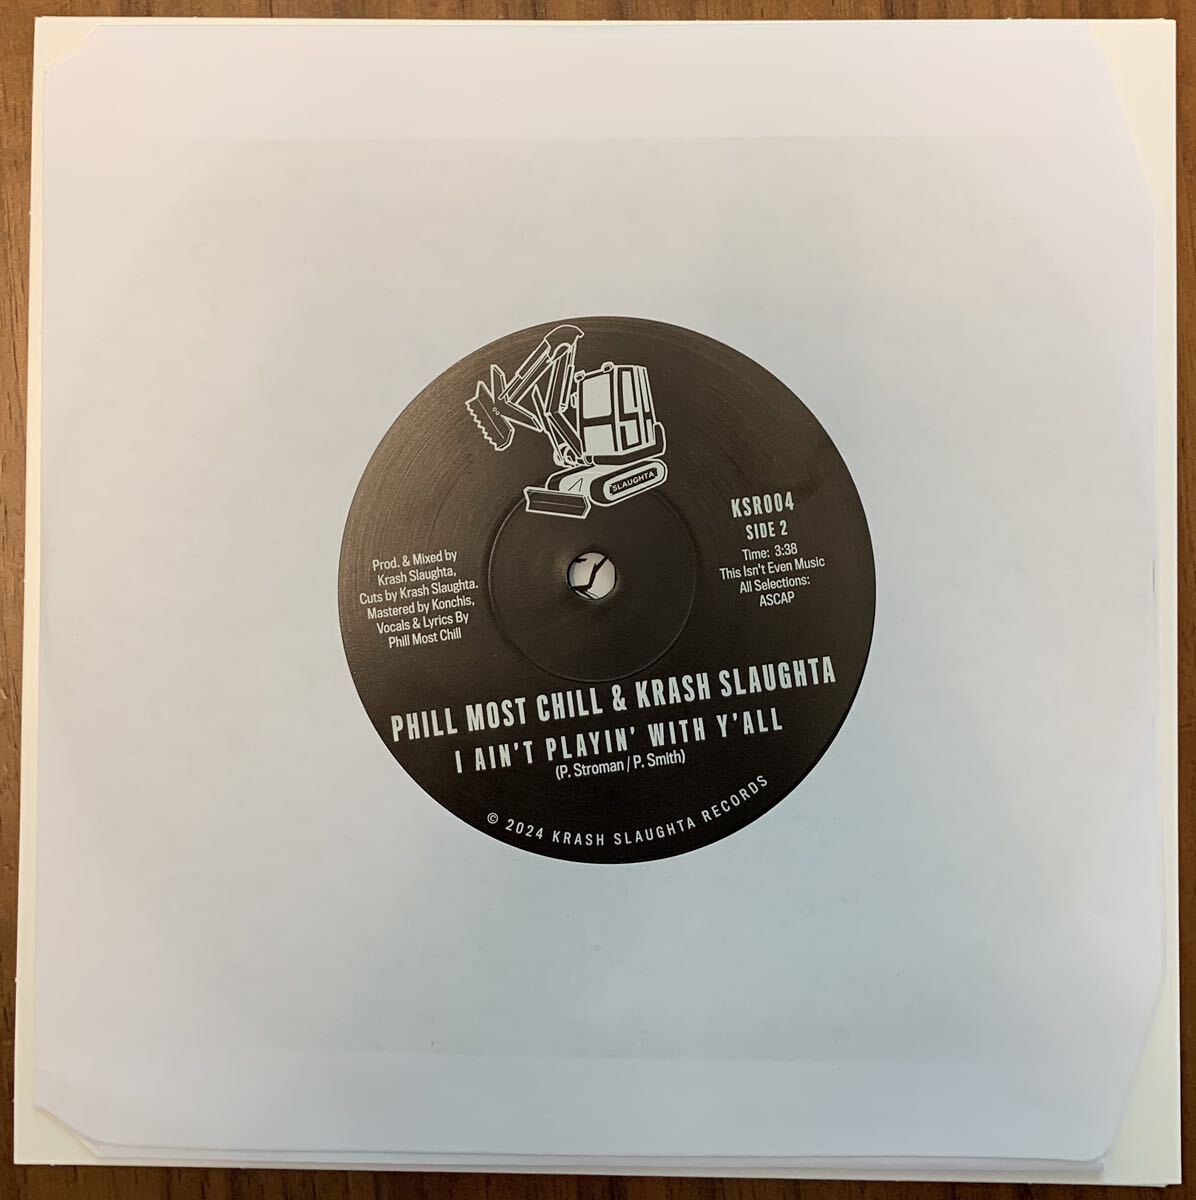 KRASH
SLAUGHTA
KSR004
SIDE 2
Time: 3:38
This Isn't Even Music
All Selections:
ASCAP
Prod. & Mixed by
Krash Slaughta,
Cuts by Krash Slaughta.
Mastered by Konchis,
Vocals & Lyrics By
Phill Most Chill
PHILL MOST CHILL & KRASH SLAUGHTA
I AIN'T PLAYIN' WITH Y'ALL
(P. Stroman / P. Smith)
© 2024 KRASH SLAUGHTA RECORDS